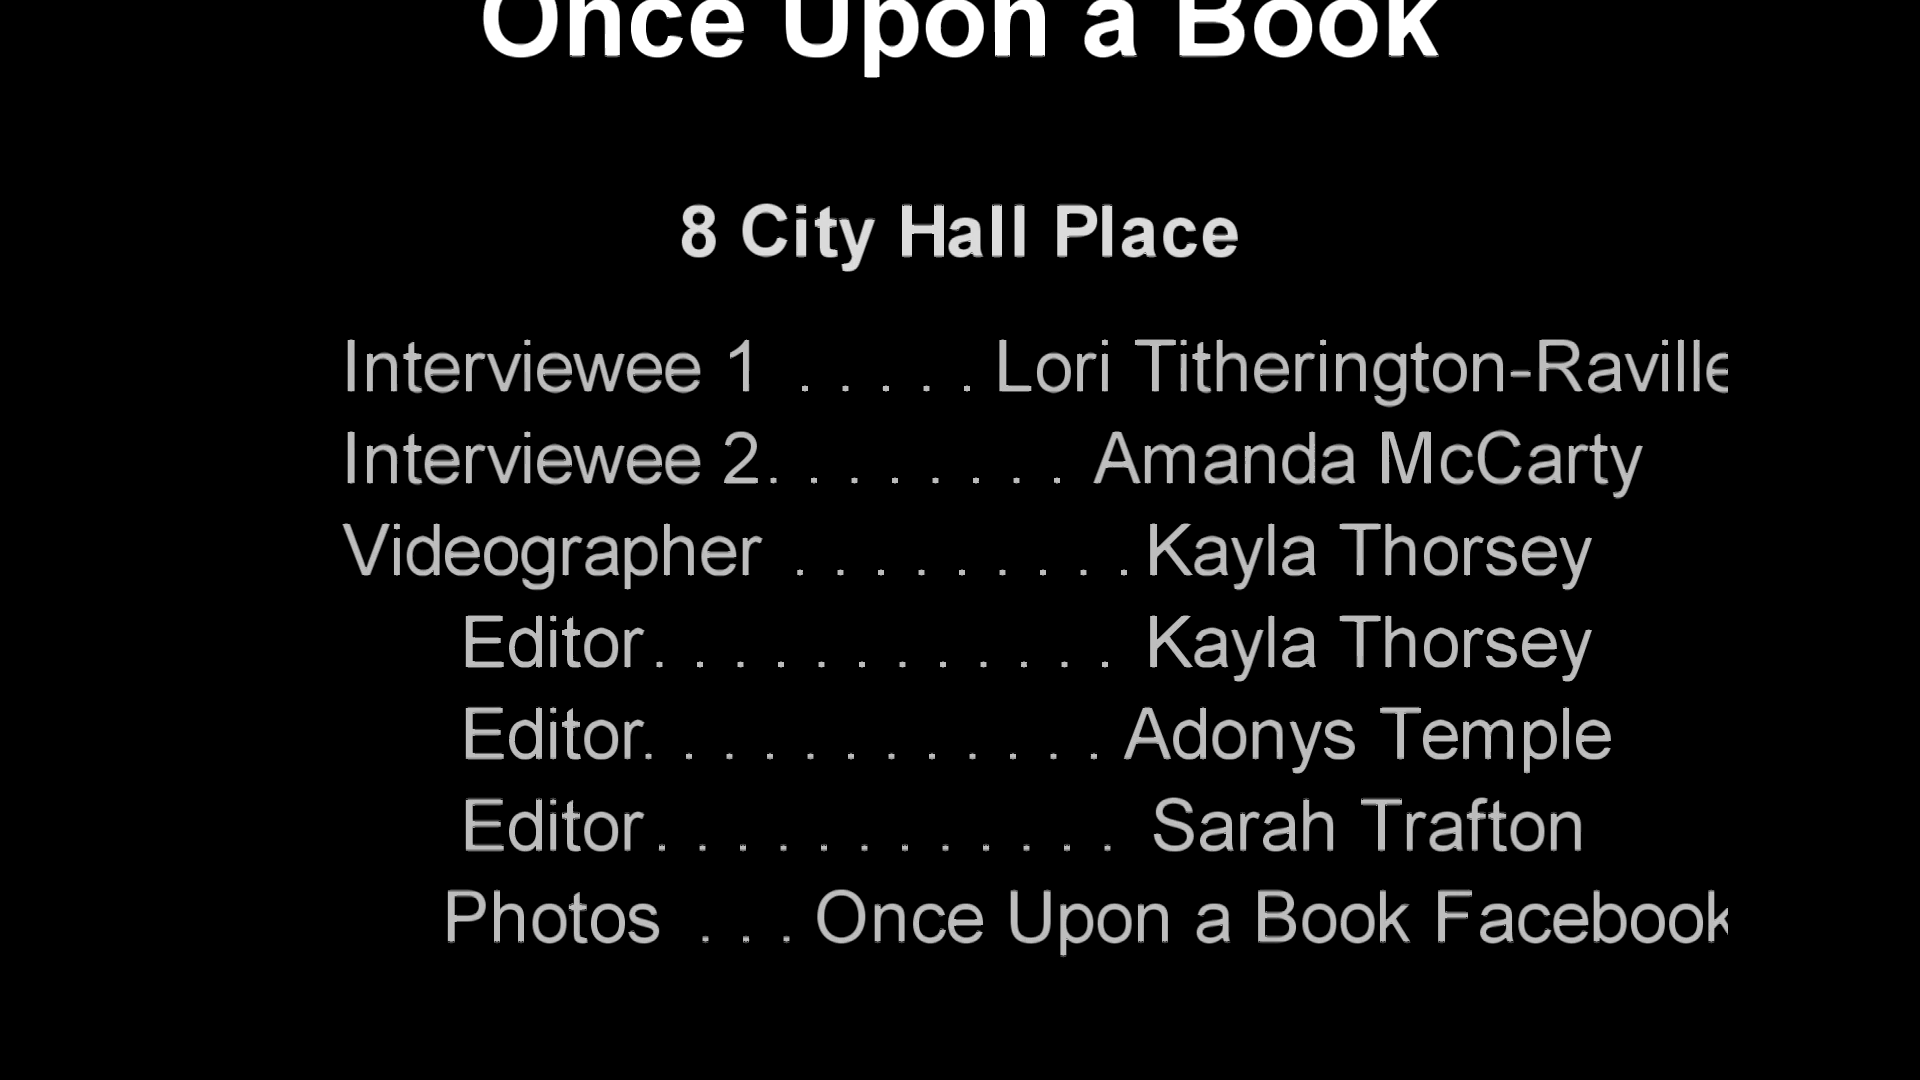 Once Upon a Book
8 City Hall Place
Interviewee 1 . . . . . Lori Titherington-Raville
Interviewee 2. . . . . . . . Amanda McCarty
Videographer . . . . . . . . . Kayla Thorsey
Editor . . . . . . . . . . . . Kayla Thorsey
Editor. . . . . . . . . . . . Adonys Temple
Editor . . . . . . . . . . . . Sarah Trafton
Photos . . . Once Upon a Book Facebook